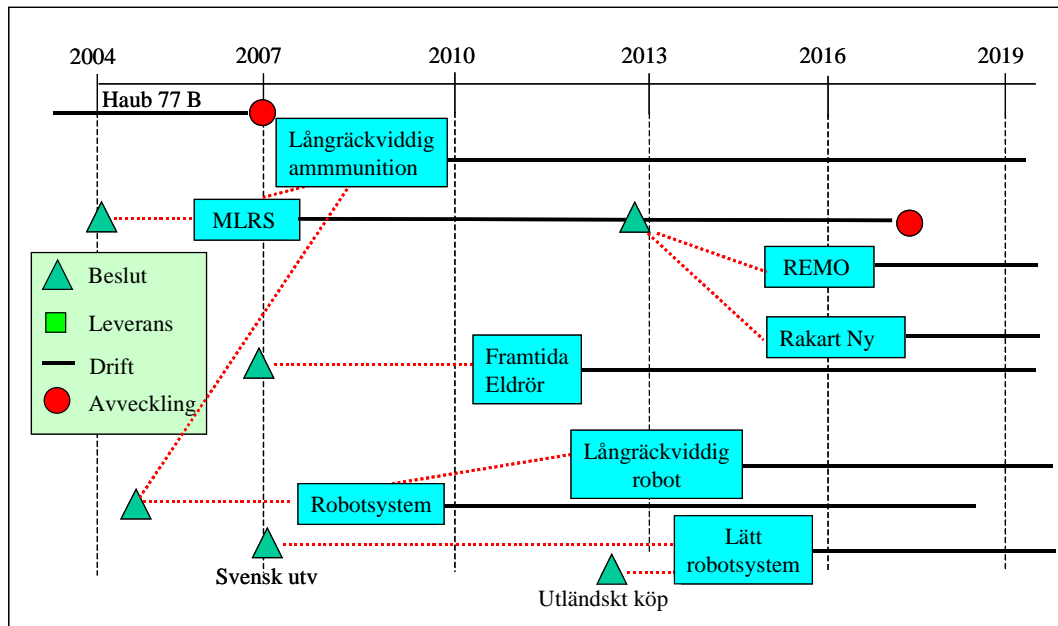 2004 2007 2010 2013 2016 2019
Haub 77 B
Långräckviddig
ammmunition
MLRS
REMO
Rakart Ny
Beslut
Leverans
Drift
Avveckling
Framtida
Eldrör
Långräckviddig
robot
Robotsystem
Lätt
robotsystem
Svensk utv
Utländskt köp